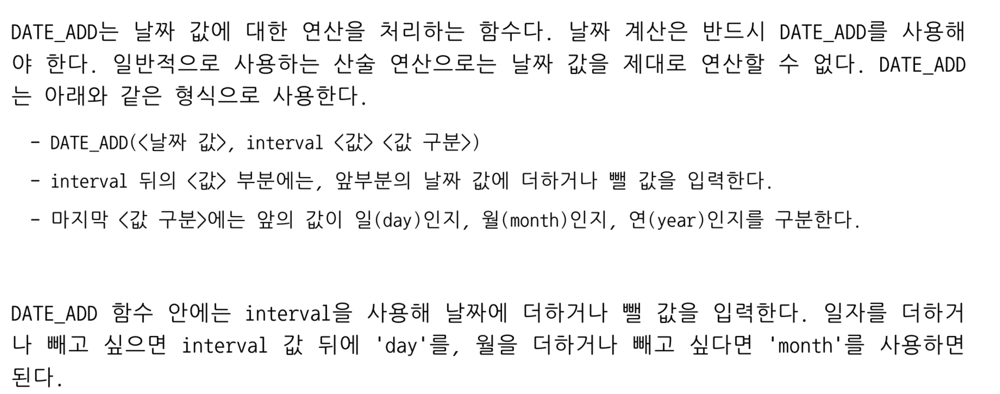 DATE_ADD는 날짜 값에 대한 연산을 처리하는 함수다. 날짜 계산은 반드시 DATE_ADD를 사용해
야 한다. 일반적으로 사용하는 산술 연산으로는 날짜 값을 제대로 연산할 수 없다. DATE_ADD
는 아래와 같은 형식으로 사용한다.
- DATE_ADD(<날짜 값>, interval <값> <값 구분>)
- interval 뒤의 <값> 부분에는, 앞부분의 날짜 값에 더하거나 뺄 값을 입력한다.
- 마지막 <값 구분>에는 앞의 값이 일(day)인지, 월(month)인지, 연(year)인지를 구분한다.
DATE_ADD 함수 안에는 interval을 사용해 날짜에 더하거나 뺄 값을 입력한다. 일자를 더하거
나 빼고 싶으면 interval 값 뒤에 'day'를, 월을 더하거나 빼고 싶다면 'month'를 사용하면
된다.